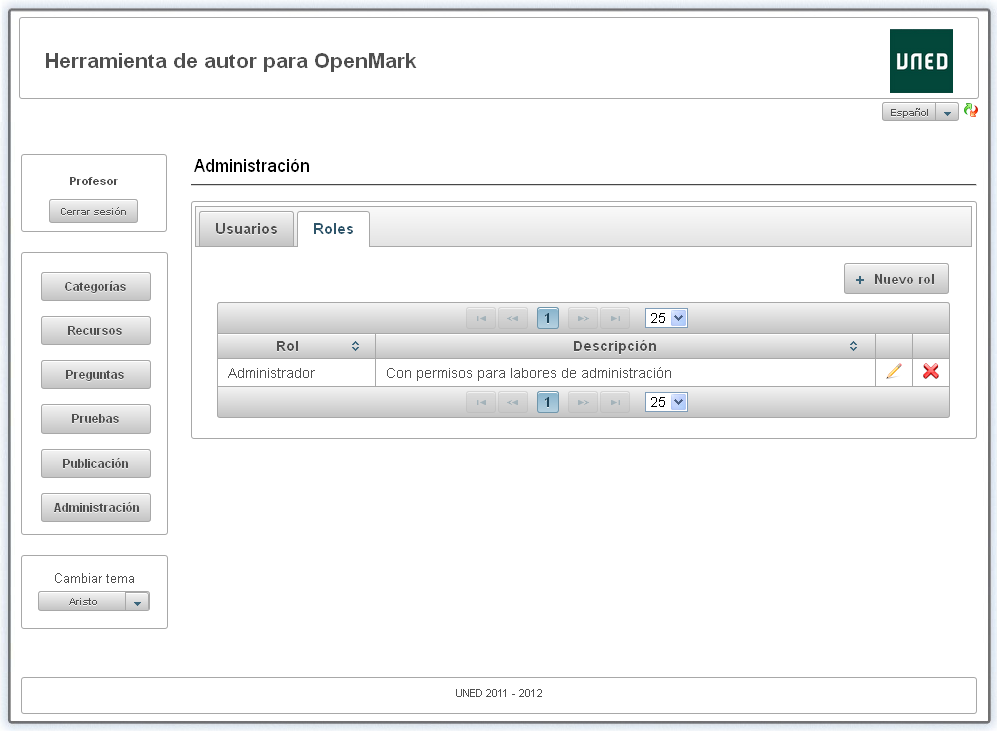 Herramienta de autor para OpenMark
UNED
Español
Profesor
Cerrar sesión
Categorías
Recursos
Preguntas
Pruebas
Publicación
Administración
Cambiar tema
Aristo
Administración
Usuarios Roles
+ Nuevo rol
1 25
Rol Descripción
Administrador Con permisos para labores de administración
1 25
UNED 2011 - 2012